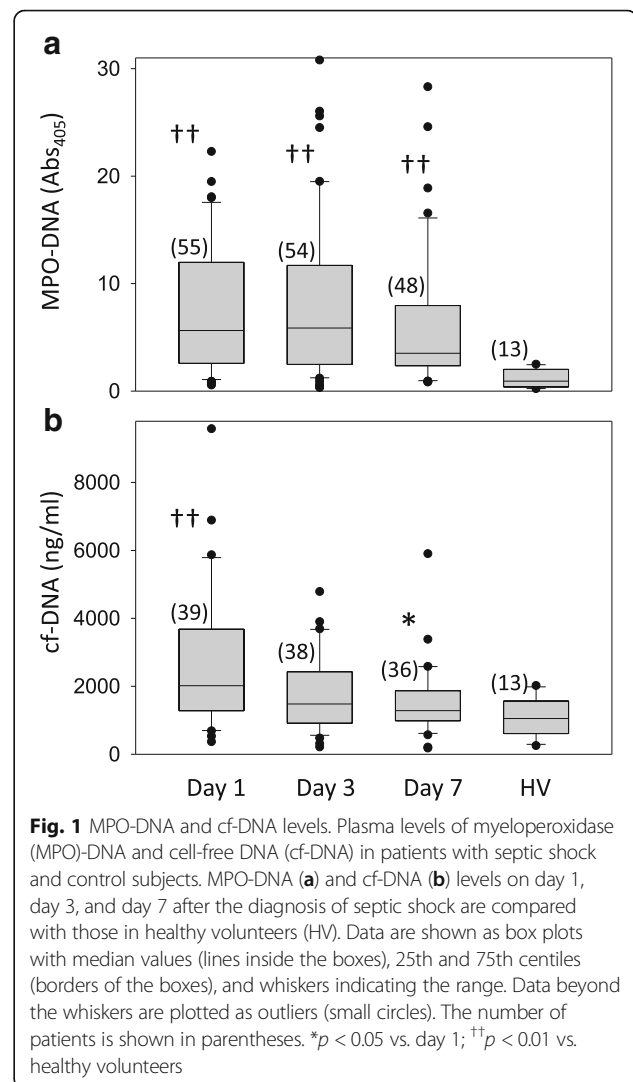 a
30
20
10
0
MPO-DNA (Abs405)
††
††
††
(55)
(54)
(48)
(13)
b
8000
6000
4000
2000
0
cf-DNA (ng/ml)
††
*
(39)
(38)
(36)
(13)
Day 1 Day 3 Day 7 HV
Fig. 1 MPO-DNA and cf-DNA levels. Plasma levels of myeloperoxidase
(MPO)-DNA and cell-free DNA (cf-DNA) in patients with septic shock
and control subjects. MPO-DNA (a) and cf-DNA (b) levels on day 1,
day 3, and day 7 after the diagnosis of septic shock are compared
with those in healthy volunteers (HV). Data are shown as box plots
with median values (lines inside the boxes), 25th and 75th centiles
(borders of the boxes), and whiskers indicating the range. Data beyond
the whiskers are plotted as outliers (small circles). The number of
patients is shown in parentheses. *p < 0.05 vs. day 1; ††p < 0.01 vs.
healthy volunteers